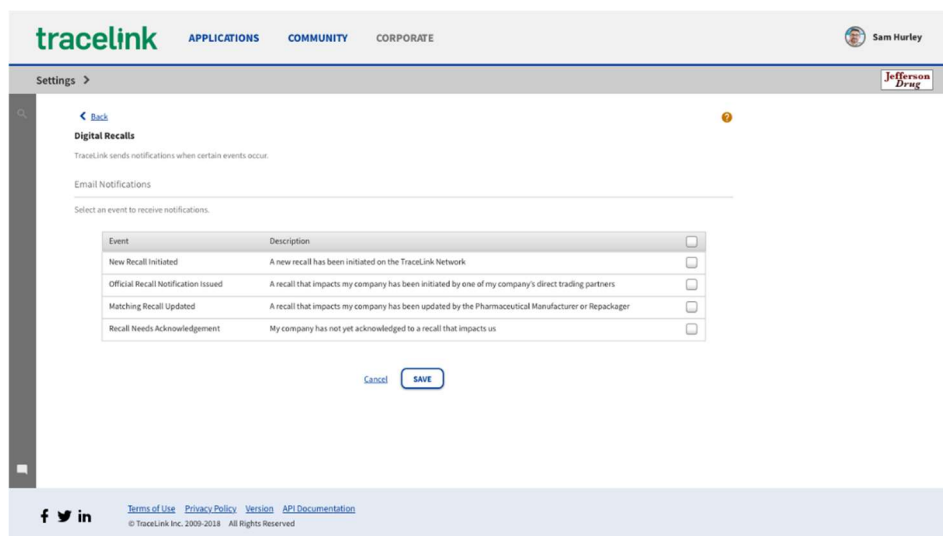 tracelink APPLICATIONS COMMUNITY CORPORATE Sam Hurley
Settings Jefferson
Drug
Back ?
Digital Recalls
TraceLink sends notifications when certain events occur.
Email Notifications
Select an event to receive notifications.
Event Description
New Recall Initiated A new recall has been initiated on the TraceLink Network
Official Recall Notification Issued A recall that impacts my company has been initiated by one of my company's direct trading partners
Matching Recall Updated A recall that impacts my company has been updated by the Pharmaceutical Manufacturer or Repackager
Recall Needs Acknowledgement My company has not yet acknowledged to a recall that impacts us
Cancel SAVE
Terms of Use Privacy Policy Version API Documentation
© TraceLink Inc. 2009-2018 All Rights Reserved